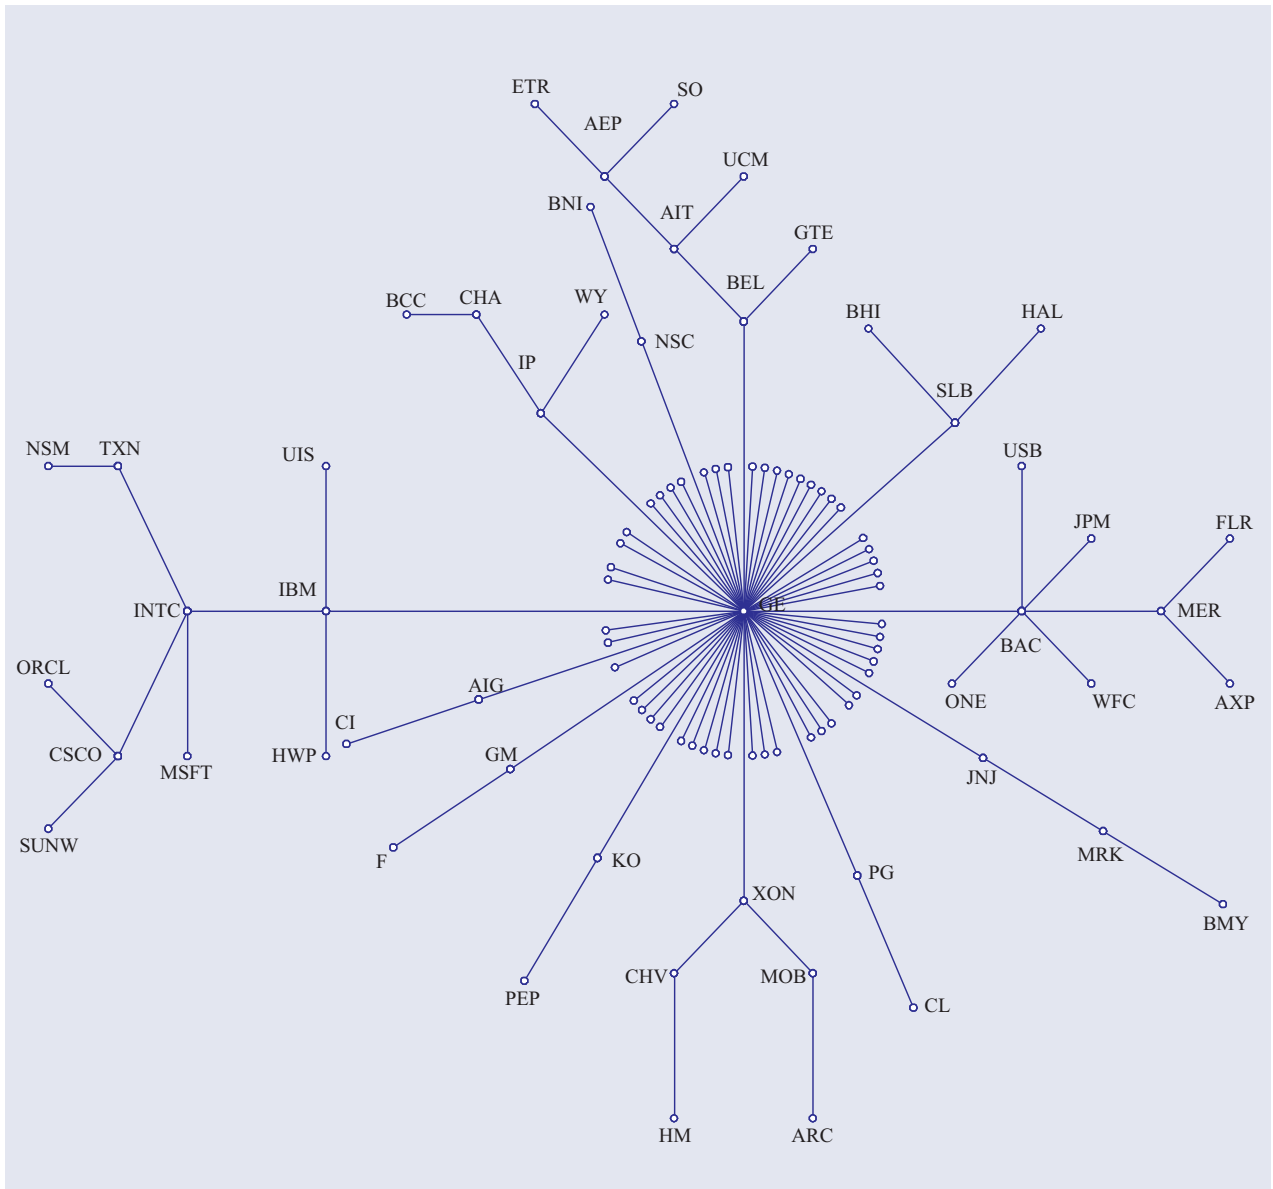 ETR
SO
AEP
UCM
BNI
AIT
GTE
BEL
BCC
CHA
WY
BHI
HAL
NSC
IP
SLB
NSM
TXN
UIS
USB
JPM
FLR
INTC
IBM
GE
MER
BAC
ORCL
AIG
ONE
WFC
AXP
CI
CSCO
MSFT
HWP
GM
JNJ
SUNW
F
KO
PG
MRK
XON
BMY
CHV
MOB
PEP
CL
HM
ARC